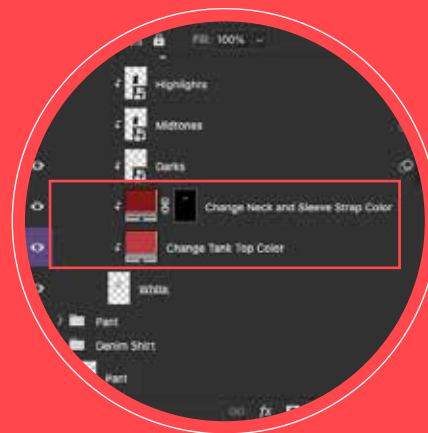 Fill: 100%
Highlights
Midtones
Darks
Change Neck and Sleeve Strap Color
Change Tank Top Color
White
Pant
Denim Shirt
Pant
fx